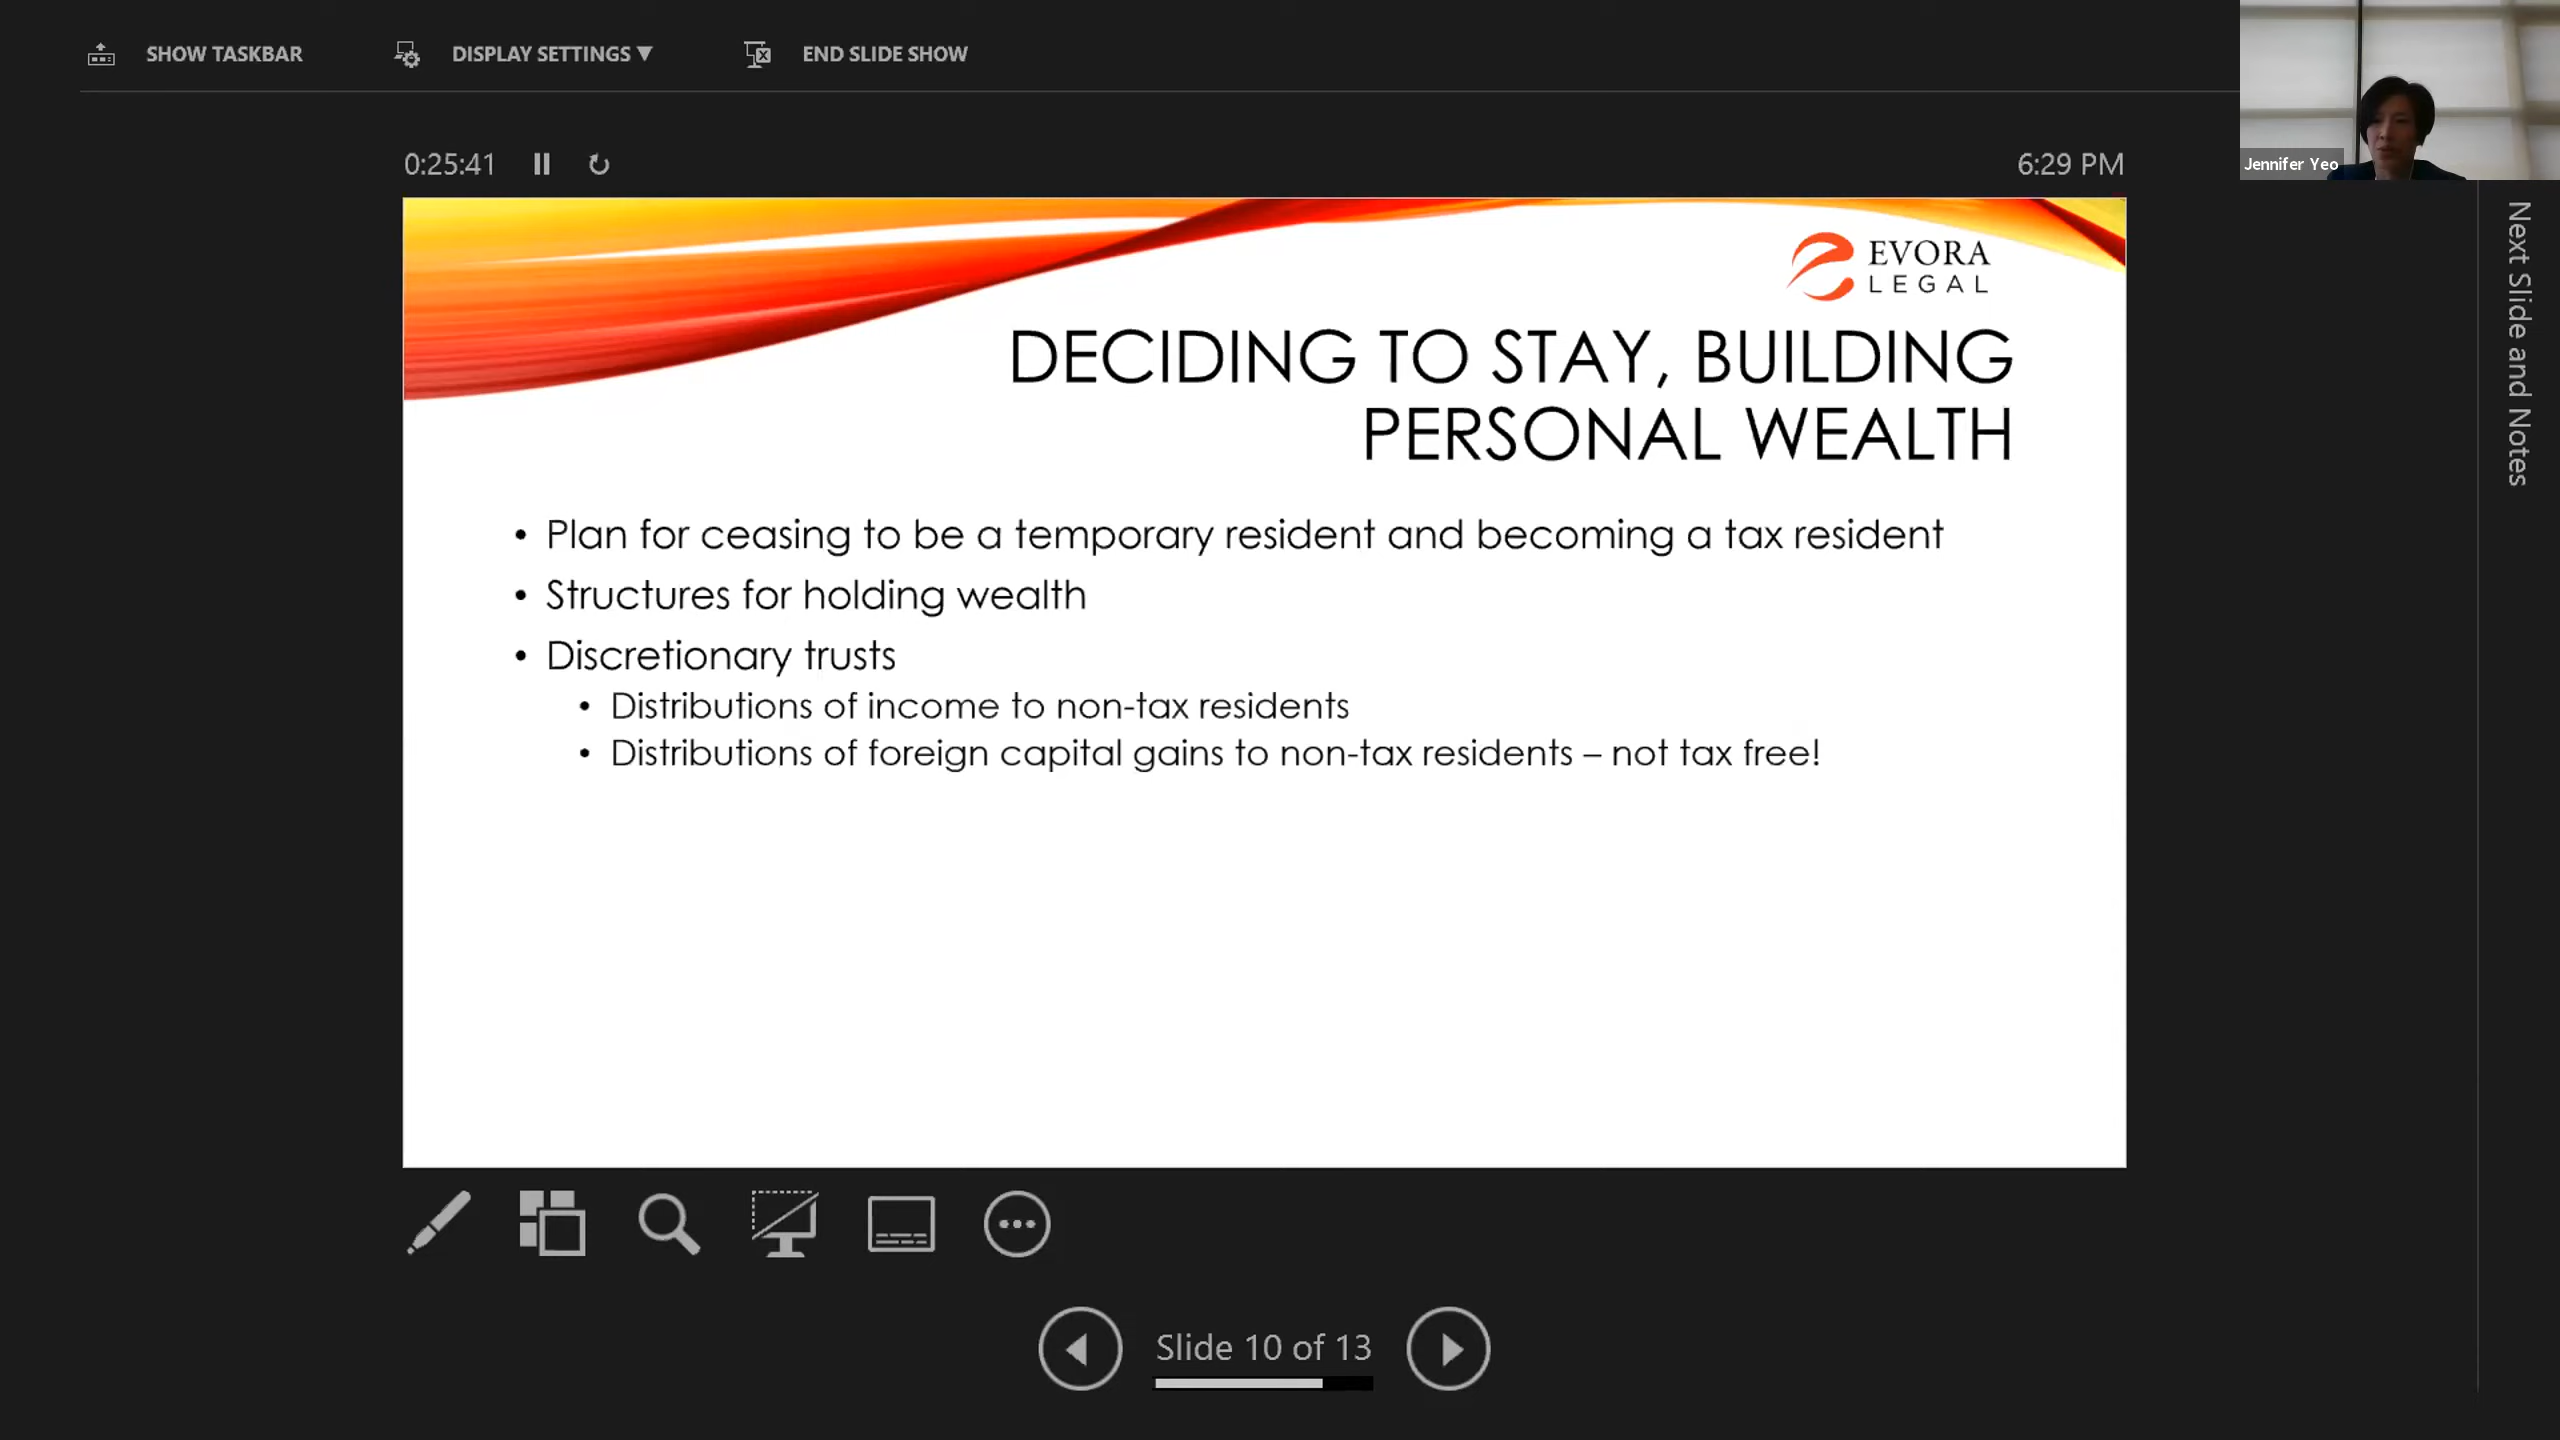 SHOW TASKBAR
DISPLAY SETTINGS ▼
END SLIDE SHOW
Jennifer Yeo
0:25:41
6:29 PM
Next Slide and Notes
EVORA
LEGAL
DECIDING TO STAY, BUILDING
PERSONAL WEALTH
• Plan for ceasing to be a temporary resident and becoming a tax resident
• Structures for holding wealth
• Discretionary trusts
• Distributions of income to non-tax residents
• Distributions of foreign capital gains to non-tax residents – not tax free!
Slide 10 of 13